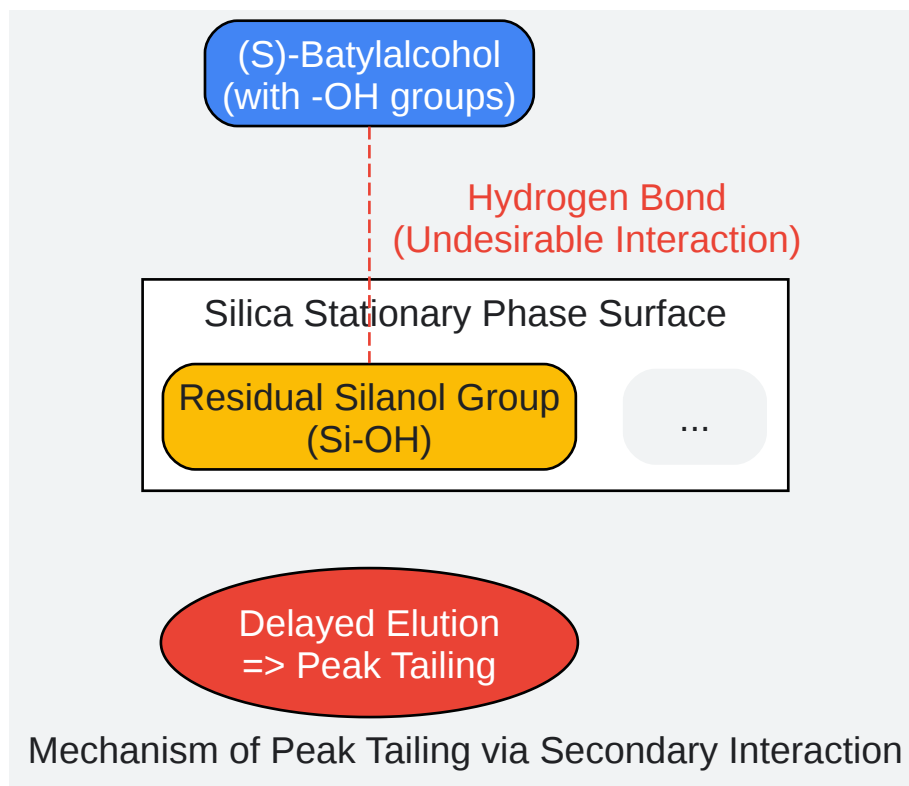 (S)-Batylalcohol
(with -OH groups)
Hydrogen Bond
(Undesirable Interaction)
Silica Stationary Phase Surface
Residual Silanol Group
(Si-OH)
...
Delayed Elution
=> Peak Tailing
Mechanism of Peak Tailing via Secondary Interaction